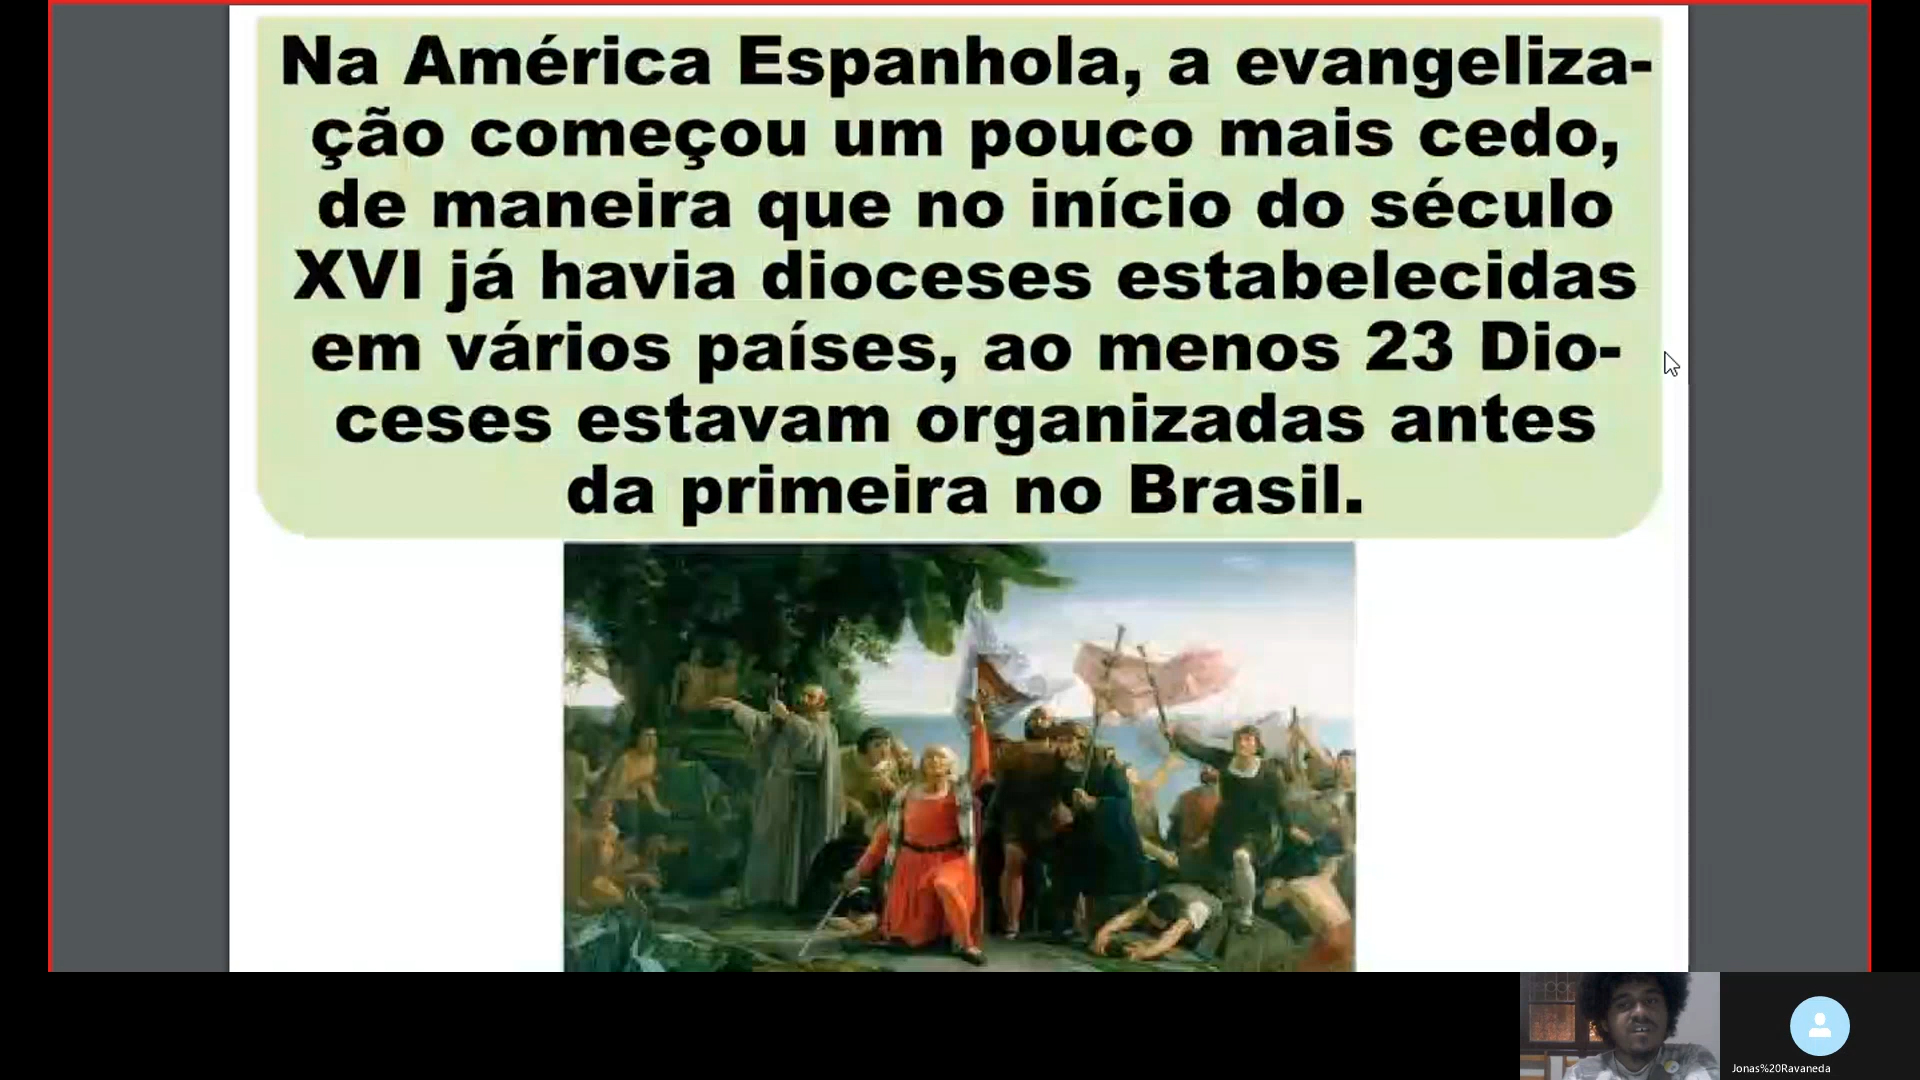 Na América Espanhola, a evangeliza-
ção começou um pouco mais cedo,
de maneira que no início do século
XVI já havia dioceses estabelecidas
em vários países, ao menos 23 Dio-
ceses estavam organizadas antes
da primeira no Brasil.
Jonas%20Ravaneda